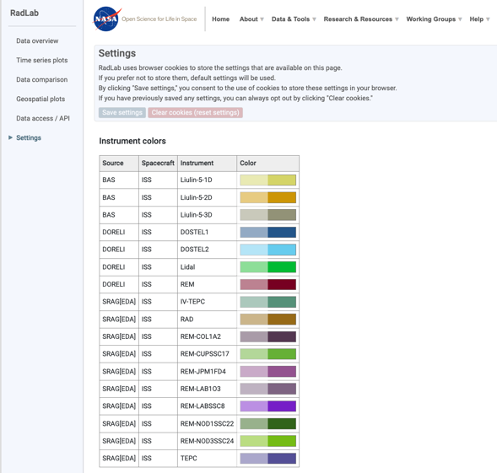 RadLab
NASA
Open Science for Life in Space
Home About Data & Tools Research & Resources Working Groups Help
Data overview
Time series plots
Data comparison
Geospatial plots
Data access / API
Settings
Settings
RadLab uses browser cookies to store the settings that are available on this page.
If you prefer not to store them, default settings will be used.
By clicking "Save settings," you consent to the use of cookies to store these settings in your browser.
If you have previously saved any settings, you can always opt out by clicking "Clear cookies."
Save settings Clear cookies (reset settings)
Instrument colors
Source Spacecraft Instrument Color
BAS ISS Liulin-5-1D
BAS ISS Liulin-5-2D
BAS ISS Liulin-5-3D
DORELI ISS DOSTEL1
DORELI ISS DOSTEL2
DORELI ISS Lidal
DORELI ISS REM
SRAG[EDA] ISS IV-TEPC
SRAG[EDA] ISS RAD
SRAG[EDA] ISS REM-COL1A2
SRAG[EDA] ISS REM-CUPSSC17
SRAG[EDA] ISS REM-JPM1FD4
SRAG[EDA] ISS REM-LAB1O3
SRAG[EDA] ISS REM-LABSSC8
SRAG[EDA] ISS REM-NOD1SSC22
SRAG[EDA] ISS REM-NOD3SSC24
SRAG[EDA] ISS TEPC